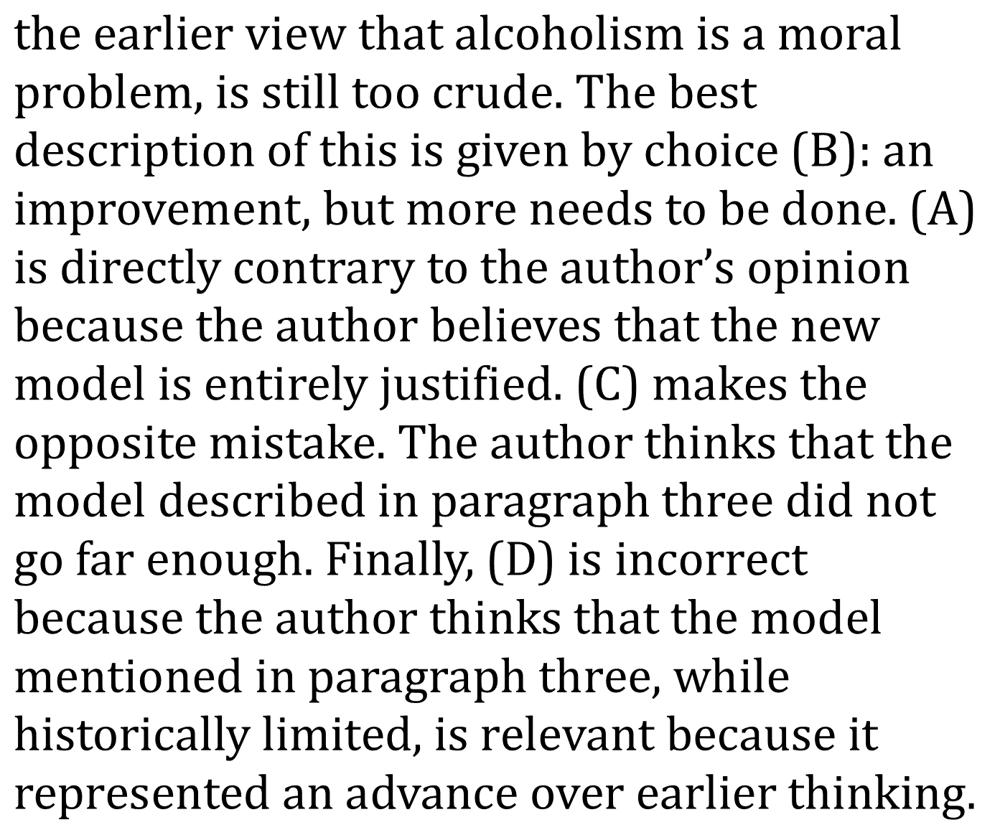 the earlier view that alcoholism is a moral
problem, is still too crude. The best
description of this is given by choice (B): an
improvement, but more needs to be done. (A)
is directly contrary to the author’s opinion
because the author believes that the new
model is entirely justified. (C) makes the
opposite mistake. The author thinks that the
model described in paragraph three did not
go far enough. Finally, (D) is incorrect
because the author thinks that the model
mentioned in paragraph three, while
historically limited, is relevant because it
represented an advance over earlier thinking.